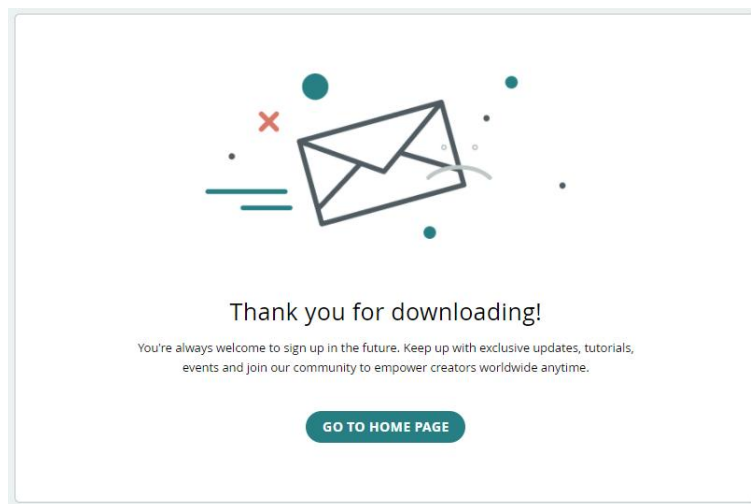 Thank you for downloading!
You're always welcome to sign up in the future. Keep up with exclusive updates, tutorials,
events and join our community to empower creators worldwide anytime.
GO TO HOME PAGE